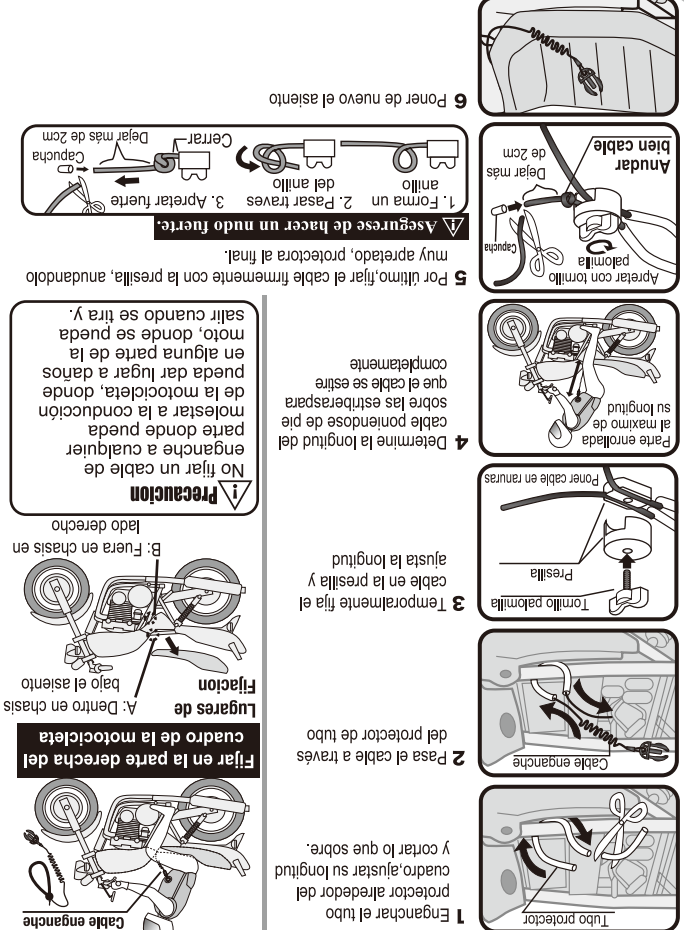 Tubo protector
1 Enganchar el tubo
protector alrededor del
cuadro,ajustar su longitud
y cortar lo que sobre.
Cable enganche
2 Pasa el cable a través
del protector de tubo
Tornillo palomilla
Presilla
Poner cable en ranuras
3 Temporalmente fija el
cable en la presilla y
ajusta la longitud
Parte enrollada
al maximo de
su longitud
4 Determine la longitud del
cable poniendose de pie
sobre las estriberaspara
que el cable se estire
completamente
Cable enganche
Fijar en la parte derecha del
cuadro de la motocicleta
Lugares de
Fijacion
A: Dentro en chasis
bajo el asiento
B: Fuera en chasis en
lado derecho
Precaucion
No fijar un cable de
enganche a cualquier
parte donde pueda
molestar a la conducción
de la motocicleta, donde
pueda dar lugar a daños
en alguna parte de la
moto, donde se pueda
salir cuando se tira y.
Apretar con tornillo
palomilla
Capucha
Dejar más
de 2cm
Anudar
bien cable
5 Por último,fijar el cable firmemente con la presilla, anudandolo
muy apretado, protectora al final.
Asegurese de hacer un nudo fuerte.
1. Forma un
anillo
2. Pasar traves
del anillo
3. Apretar fuerte
Cerrar
Dejar más de 2cm
Capucha
6 Poner de nuevo el asiento